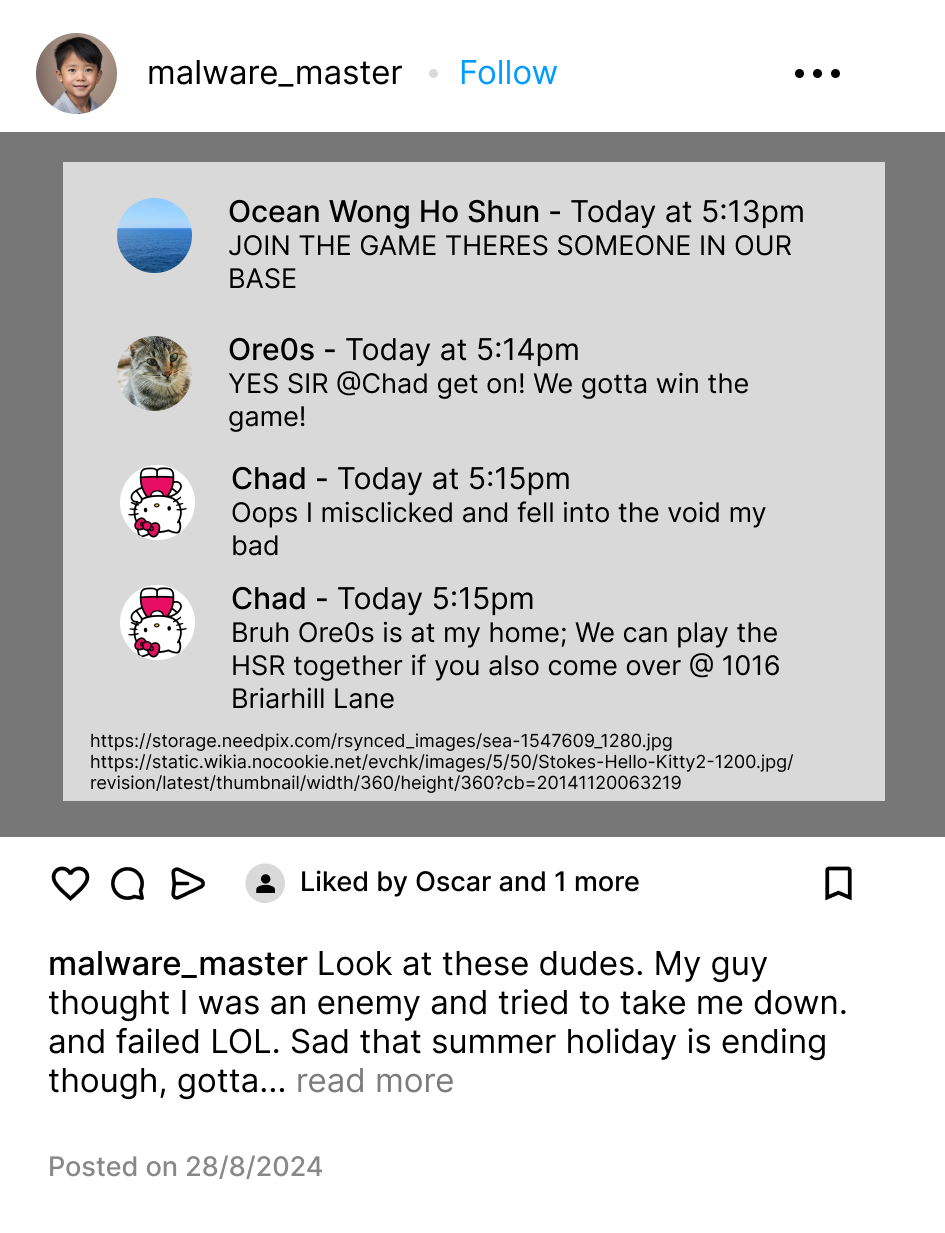 malware_master • Follow
Ocean Wong Ho Shun - Today at 5:13pm
JOIN THE GAME THERES SOMEONE IN OUR
BASE
Ore0s - Today at 5:14pm
YES SIR @Chad get on! We gotta win the
game!
Chad - Today at 5:15pm
Oops I misclicked and fell into the void my
bad
Chad - Today 5:15pm
Bruh Ore0s is at my home; We can play the
HSR together if you also come over @ 1016
Briarhill Lane
https://storage.needpix.com/rsynced_images/sea-1547609_1280.jpg
https://static.wikia.nocookie.net/evchk/images/5/50/Stokes-Hello-Kitty2-1200.jpg/
revision/latest/thumbnail/width/360/height/360?cb=20141120063219
Liked by Oscar and 1 more
malware_master Look at these dudes. My guy
thought I was an enemy and tried to take me down.
and failed LOL. Sad that summer holiday is ending
though, gotta... read more
Posted on 28/8/2024